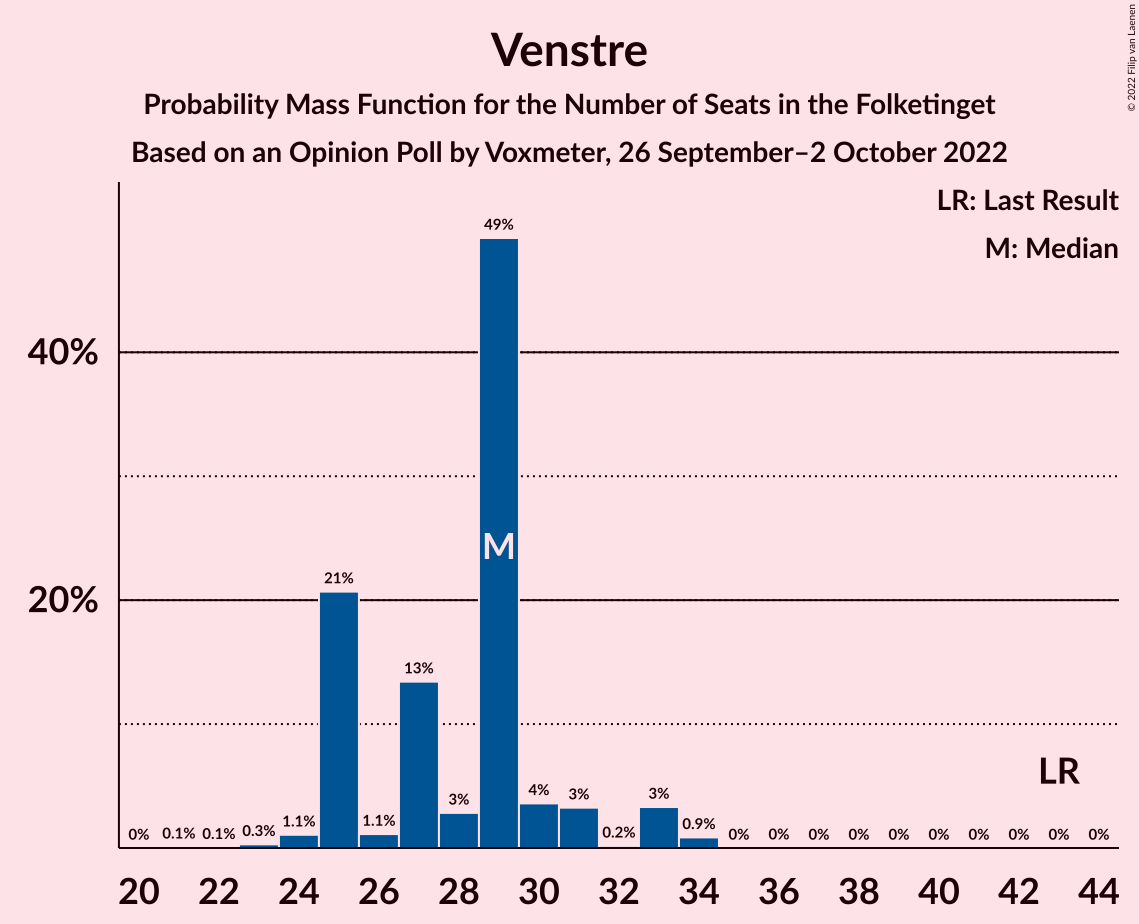 Venstre
Probability Mass Function for the Number of Seats in the Folketinget
Based on an Opinion Poll by Voxmeter, 26 September–2 October 2022
© 2022 Filip van Laenen
LR: Last Result
M: Median
49%
40%
M
21%
20%
13%
LR
0% 0.1% 0.1% 0.3% 1.1% 1.1% 3% 4% 3% 0.2% 3% 0.9% 0% 0% 0% 0% 0% 0% 0% 0% 0% 0%
20 22 24 26 28 30 32 34 36 38 40 42 44